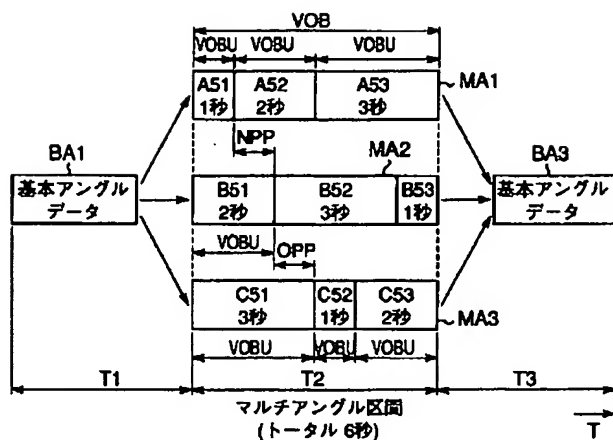 VOB
VOBU VOBU VOBU
A51 A52 A53 MA1
1秒 2秒 3秒
NPP MA2
BA1 BA3
基本アングル
データ
B51 B52 B53
2秒 3秒 1秒
基本アングル
データ
VOBU OPP
C51 C52 C53
3秒 1秒 2秒
MA3
VOBU VOBU VOBU
T1 T2 T3
マルチアングル区間
(トータル 6秒)
T